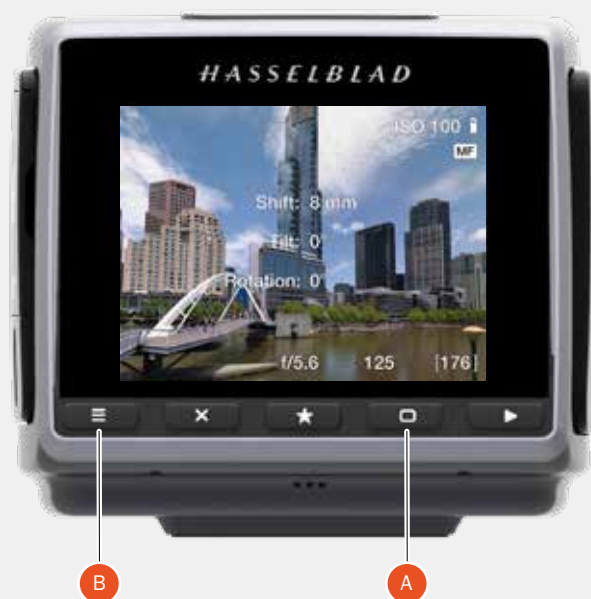 HASSELBLAD
ISO 100
MF
Shift: 8 mm
Tilt: 0°
Rotation: 0°
f/5.6 125 [176]
B A